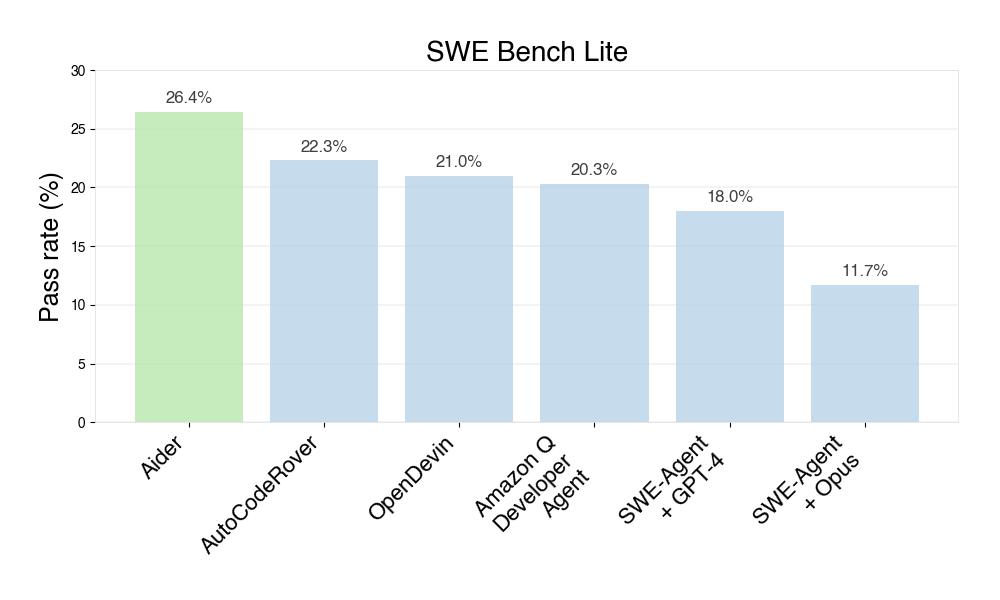 SWE Bench Lite
Pass rate (%)
30
25
20
15
10
5
0
26.4%
22.3%
21.0%
20.3%
18.0%
11.7%
Aider
AutoCodeRover
OpenDevin
Amazon Q
Developer
Agent
SWE-Agent
+ GPT-4
SWE-Agent
+ Opus